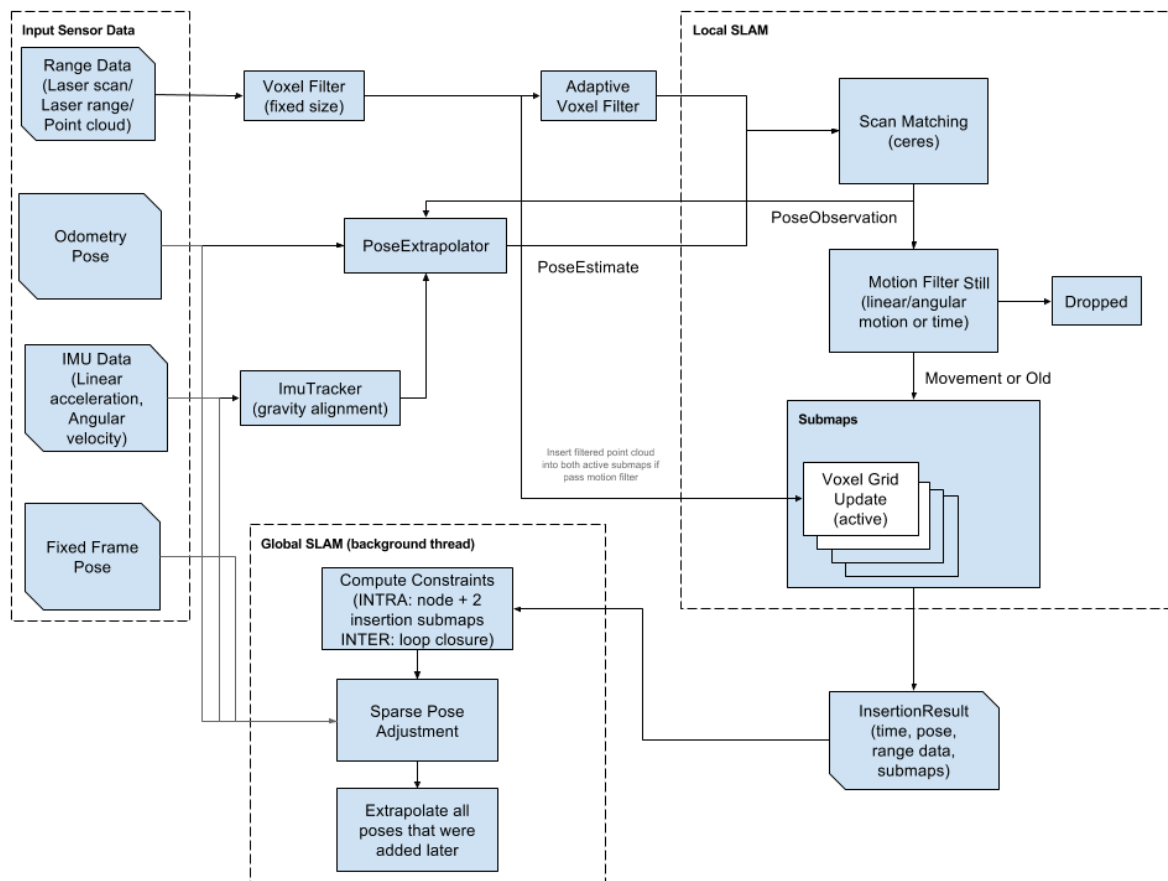 Input Sensor Data
Range Data
(Laser scan/
Laser range/
Point cloud)
Voxel Filter
(fixed size)
Adaptive
Voxel Filter
Local SLAM
Scan Matching
(ceres)
Odometry
Pose
PoseExtrapolator
PoseObservation
PoseEstimate
Motion Filter
(linear/angular
motion or time)
Still
Dropped
IMU Data
(Linear
acceleration,
Angular
velocity)
ImuTracker
(gravity alignment)
Movement or Old
Submaps
Insert filtered point cloud
into both active submaps if
pass motion filter
Voxel Grid
Update
(active)
Fixed Frame
Pose
Global SLAM (background thread)
Compute Constraints
(INTRA: node + 2
insertion submaps
INTER: loop closure)
Sparse Pose
Adjustment
InsertionResult
(time, pose,
range data,
submaps)
Extrapolate all
poses that were
added later